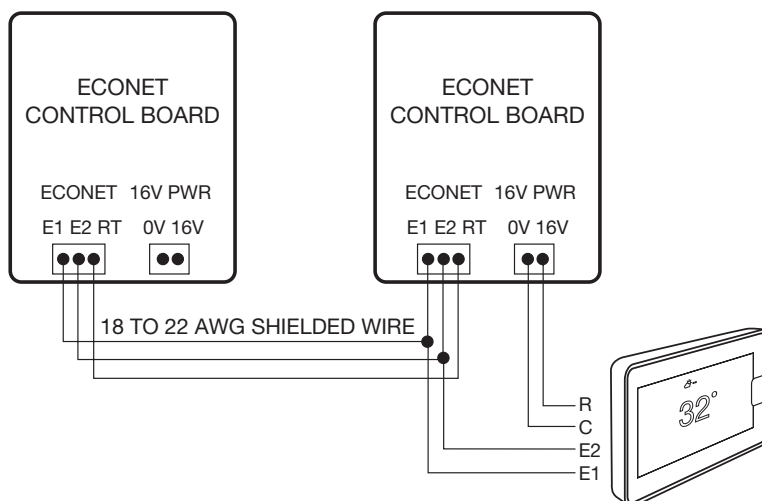 ECONET
CONTROL BOARD
ECONET 16V PWR
E1 E2 RT 0V 16V
ECONET
CONTROL BOARD
ECONET 16V PWR
E1 E2 RT 0V 16V
18 TO 22 AWG SHIELDED WIRE
R
C
E2
E1
32°